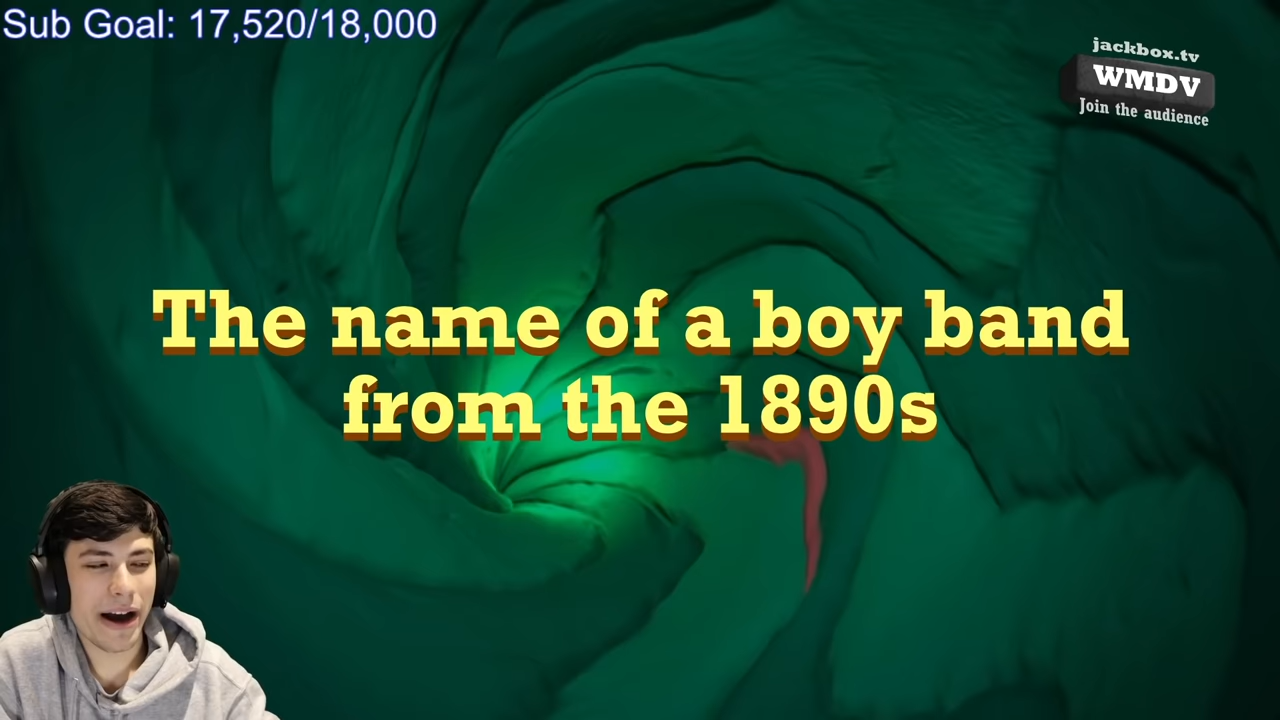 Sub Goal: 17,520/18,000
jackbox.tv
WMDV
Join the audience
The name of a boy band
from the 1890s